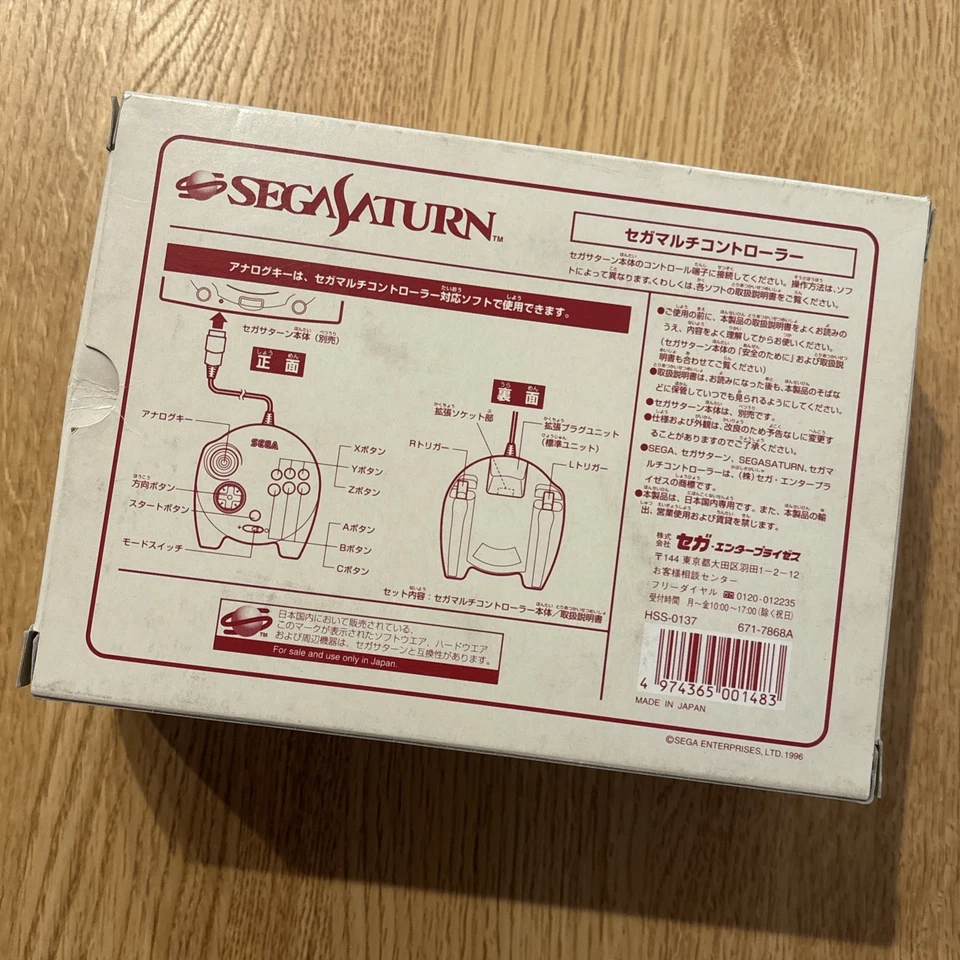 SEGA SATURN™
セガマルチコントローラー
セガサターン本体のコントロール端子に接続してください。操作方法は、ソフ
トによって異なります。くわしくは、各ソフトの取扱説明書をご覧ください。
アナログキーは、セガマルチコントローラー対応ソフトで使用できます。
セガサターン本体（別売）
正面
アナログキー
方向ボタン
スタートボタン
モードスイッチ
SEGA
Xボタン
Yボタン
Zボタン
Aボタン
Bボタン
Cボタン
裏面
拡張ソケット部
拡張プラグユニット
（標準ユニット）
Rトリガー
Lトリガー
セット内容：セガマルチコントローラー本体／取扱説明書
●ご使用の前に、本製品の取扱説明書をよくお読みの
うえ、内容をよく理解してからお使いください。
（セガサターン本体の「安全のために」および取扱説
明書も合わせてご覧ください）
●取扱説明書は、お読みになった後も、本製品のそばな
どに保管していつでも見られるようにしてください。
●セガサターン本体は、別売です。
●仕様および外観は、改良のため予告なしに変更す
ることがありますのでご了承ください。
●SEGA、セガサターン、SEGASATURN、セガマ
ルチコントローラーは、（株）セガ・エンタープラ
イゼスの商標です。
●本製品は、日本国内専用です。また、本製品の輸
出、営業使用および賃貸を禁じます。
株式会社 セガ・エンタープライゼス
〒144 東京都大田区羽田1－2－12
お客様相談センター
フリーダイヤル 0120-012235
受付時間 月〜金10:00〜17:00（除く祝日）
HSS-0137 671-7868A
4 974365 001483
MADE IN JAPAN
日本国内において販売されている、
このマークが表示されたソフトウエア、ハードウエア
および周辺機器は、セガサターンと互換性があります。
For sale and use only in Japan.
©SEGA ENTERPRISES, LTD. 1996